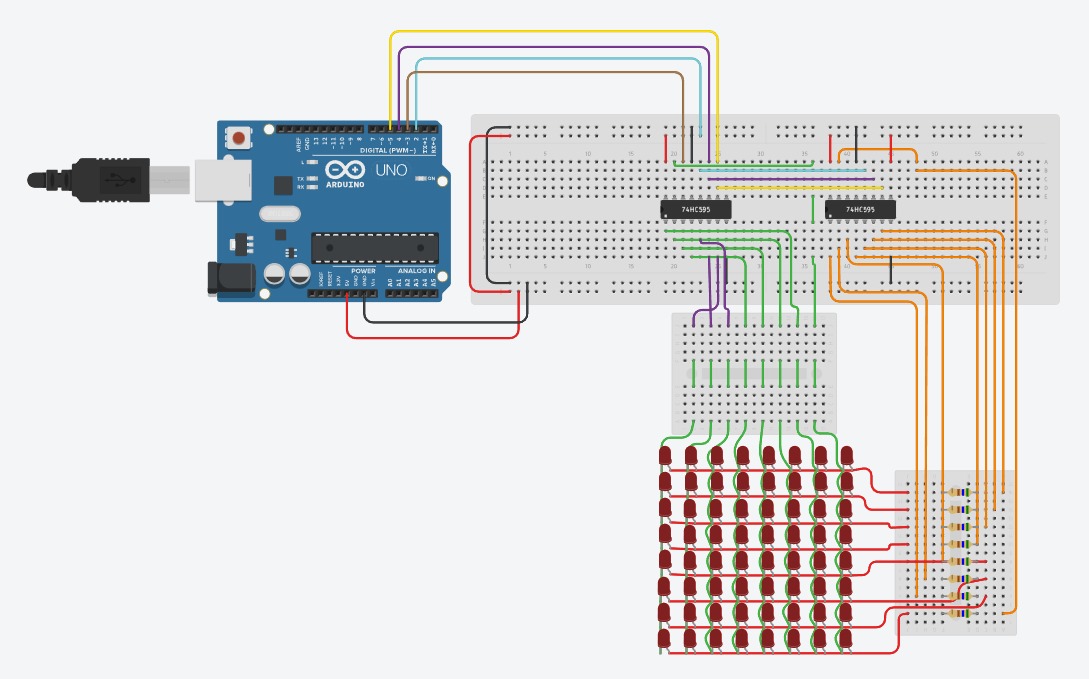 AREF
GND
13
12
~11
~10
~9
8
7
~6
~5
4
~3
2
TX→1
RX←0
DIGITAL (PWM~)
L
TX
RX
UNO
ON
ARDUINO
POWER
ANALOG IN
IOREF
RESET
3.3V
5V
GND
GND
Vin
A0
A1
A2
A3
A4
A5
74HC595
74HC595
1
5
10
15
20
25
30
35
40
45
50
55
60